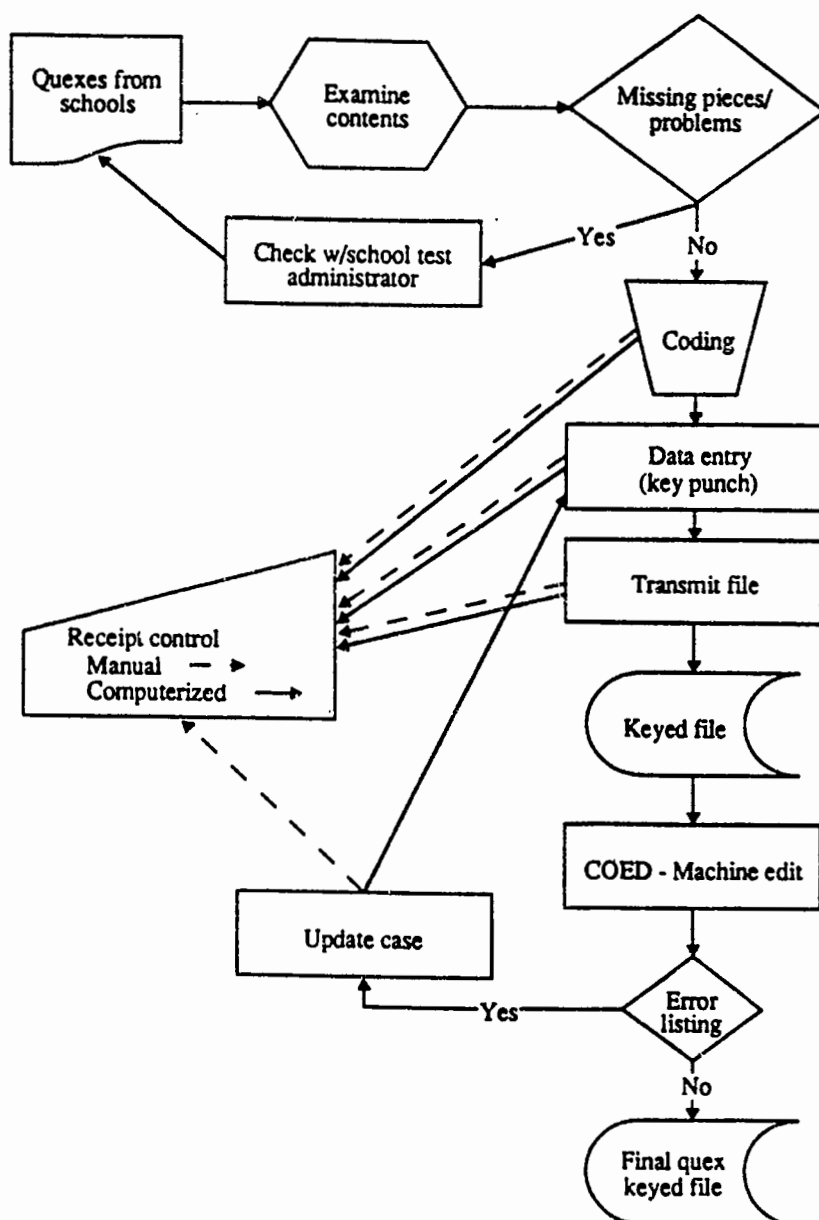 Quexes from
schools
Examine
contents
Missing pieces/
problems
Yes
No
Check w/school test
administrator
Coding
Data entry
(key punch)
Transmit file
Receipt control
Manual
Computerized
Keyed file
COED - Machine edit
Update case
Yes
Error
listing
No
Final quex
keyed file